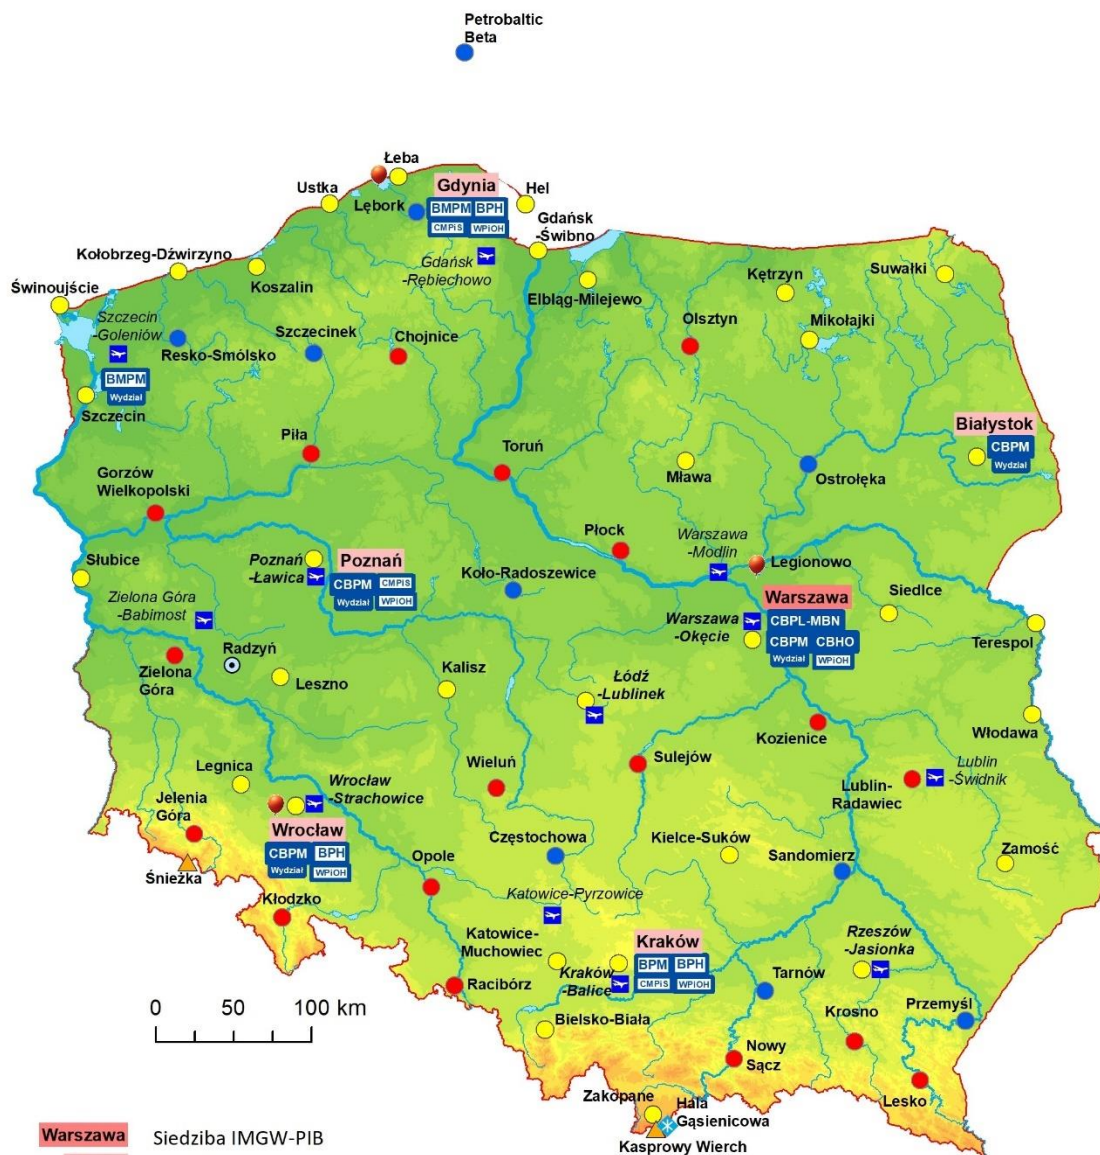 Petrobaltic
Beta
Łeba
Ustka
Lębork
Gdynia
BMPM BPH
CMPiS WPiOH
Hel
Gdańsk
-Świbno
Kołobrzeg-Dźwirzyno
Koszalin
Gdańsk
-Rębiechowo
Elbląg-Milejewo
Kętrzyn
Suwałki
Świnoujście
Szczecin
-Goleniów
Resko-Smólsko
Szczecinek
Chojnice
Olsztyn
Mikołajki
BMPM
Wydział
Szczecin
Piła
Toruń
Mława
Ostrołęka
Białystok
CBPM
Wydział
Gorzów
Wielkopolski
Płock
Warszawa
-Modlin
Legionowo
Słubice
Poznań
-Ławica
Poznań
CBPM CMPiS
Wydział WPiOH
Koło-Radoszewice
Zielona Góra
-Babimost
Warszawa
-Okęcie
Warszawa
CBPL-MBN
CBPM CBHO
Wydział WPiOH
Siedlce
Terespol
Zielona
Góra
Radzyń
Leszno
Kalisz
Łódź
-Lublinek
Kozienice
Włodawa
Legnica
Wrocław
-Strachowice
Wieluń
Sulejów
Lublin-
Radawiec
Lublin
-Świdnik
Jelenia
Góra
Śnieżka
Wrocław
CBPM BPH
Wydział WPiOH
Częstochowa
Kielce-Suków
Sandomierz
Zamość
Kłodzko
Opole
Katowice-Pyrzowice
Katowice-
Muchowiec
Kraków
-Balice
Kraków
BPM BPH
CMPiS WPiOH
Rzeszów
-Jasionka
Racibórz
Tarnów
Przemyśl
0 50 100 km
Bielsko-Biała
Krosno
Nowy
Sącz
Lesko
Zakopane
Hala
Gąsienicowa
Kasprowy Wierch
Warszawa Siedziba IMGW-PIB